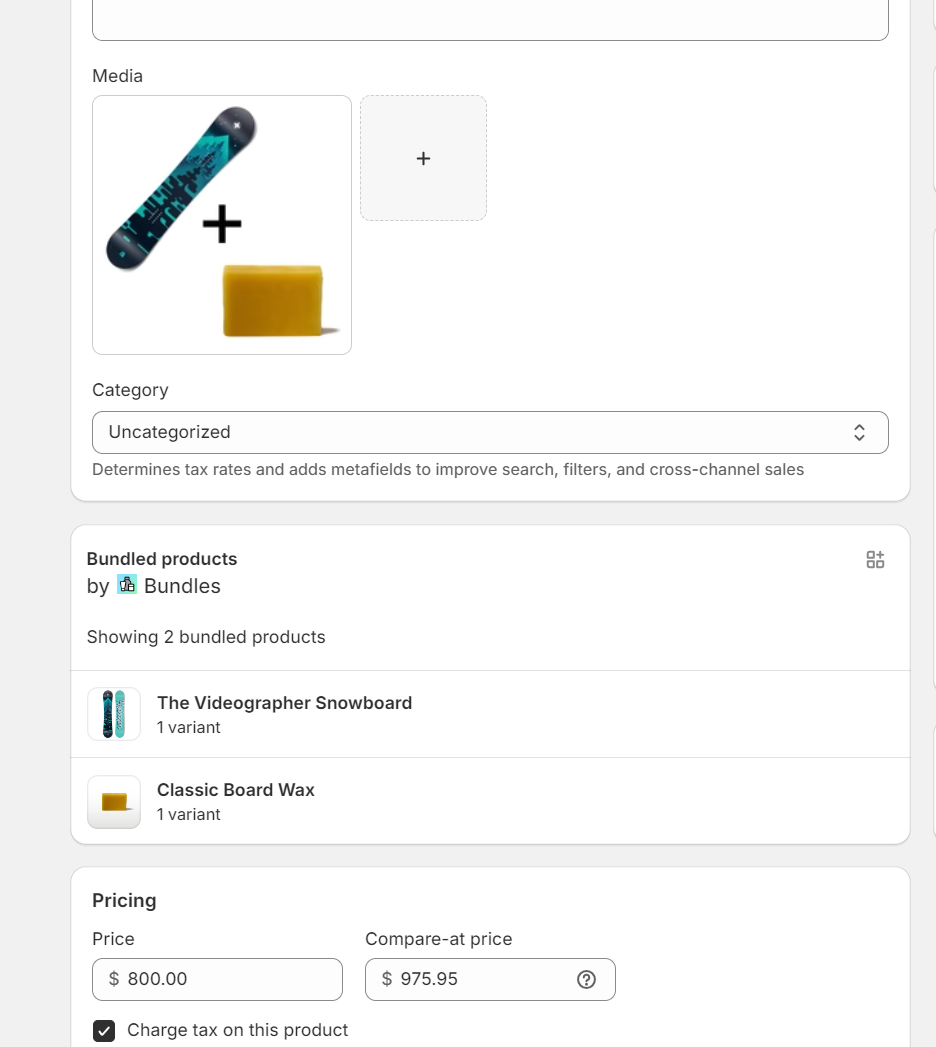 Media
+
+
Category
Uncategorized
Determines tax rates and adds metafields to improve search, filters, and cross-channel sales
Bundled products
by Bundles
Showing 2 bundled products
The Videographer Snowboard
1 variant
Classic Board Wax
1 variant
Pricing
Price Compare-at price
$ 800.00 $ 975.95 ?
Charge tax on this product